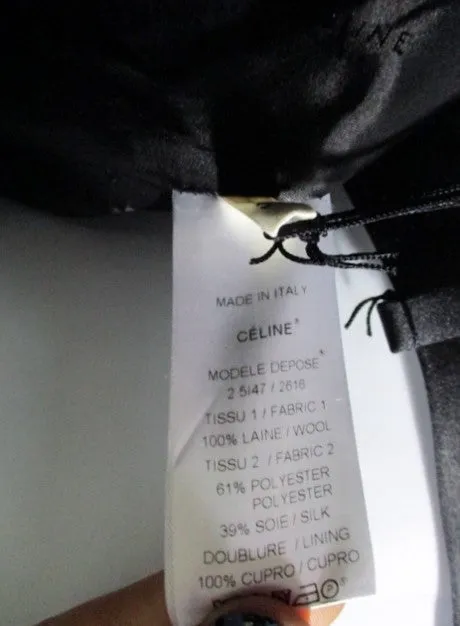 MADE IN ITALY
CÉLINE®
MODELE DEPOSE®
2 5I47 / 2616
TISSU 1 / FABRIC 1
100% LAINE / WOOL
TISSU 2 / FABRIC 2
61% POLYESTER
POLYESTER
39% SOIE / SILK
DOUBLURE / LINING
100% CUPRO / CUPRO